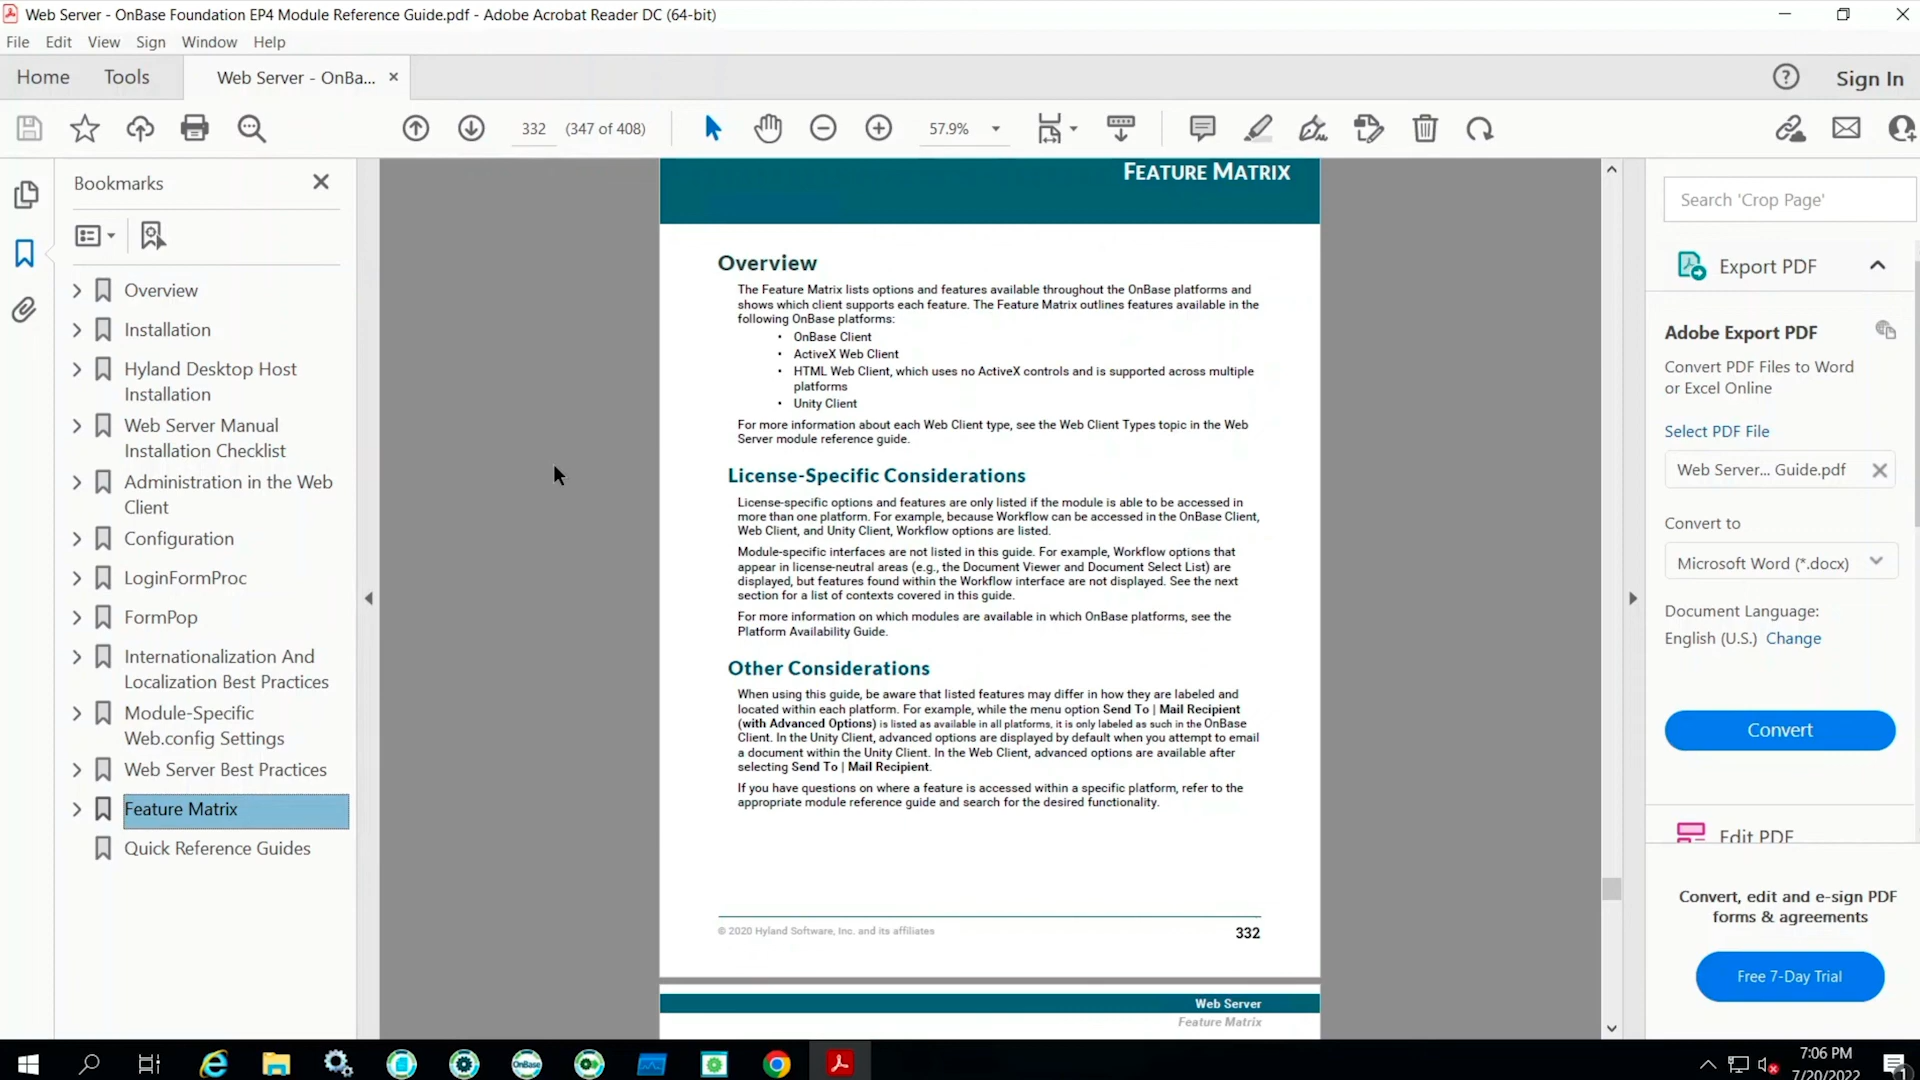 Web Server - OnBase Foundation EP4 Module Reference Guide.pdf - Adobe Acrobat Reader DC (64-bit)
File Edit View Sign Window Help
Home Tools Web Server - OnBa... Sign In
332 (347 of 408) 57.9%
Bookmarks
Overview
Installation
Hyland Desktop Host
Installation
Web Server Manual
Installation Checklist
Administration in the Web
Client
Configuration
LoginFormProc
FormPop
Internationalization And
Localization Best Practices
Module-Specific
Web.config Settings
Web Server Best Practices
Feature Matrix
Quick Reference Guides
FEATURE MATRIX
Overview
The Feature Matrix lists options and features available throughout the OnBase platforms and
shows which client supports each feature. The Feature Matrix outlines features available in the
following OnBase platforms:
• OnBase Client
• ActiveX Web Client
• HTML Web Client, which uses no ActiveX controls and is supported across multiple
platforms
• Unity Client
For more information about each Web Client type, see the Web Client Types topic in the Web
Server module reference guide.
License-Specific Considerations
License-specific options and features are only listed if the module is able to be accessed in
more than one platform. For example, because Workflow can be accessed in the OnBase Client,
Web Client, and Unity Client, Workflow options are listed.
Module-specific interfaces are not listed in this guide. For example, Workflow options that
appear in license-neutral areas (e.g., the Document Viewer and Document Select List) are
displayed, but features found within the Workflow interface are not displayed. See the next
section for a list of contexts covered in this guide.
For more information on which modules are available in which OnBase platforms, see the
Platform Availability Guide.
Other Considerations
When using this guide, be aware that listed features may differ in how they are labeled and
located within each platform. For example, while the menu option Send To | Mail Recipient
(with Advanced Options) is listed as available in all platforms, it is only labeled as such in the OnBase
Client. In the Unity Client, advanced options are displayed by default when you attempt to email
a document within the Unity Client. In the Web Client, advanced options are available after
selecting Send To | Mail Recipient.
If you have questions on where a feature is accessed within a specific platform, refer to the
appropriate module reference guide and search for the desired functionality.
© 2020 Hyland Software, Inc. and its affiliates
332
Web Server
Feature Matrix
Search 'Crop Page'
Export PDF
Adobe Export PDF
Convert PDF Files to Word
or Excel Online
Select PDF File
Web Server... Guide.pdf
Convert to
Microsoft Word (*.docx)
Document Language:
English (U.S.) Change
Convert
Edit PDF
Convert, edit and e-sign PDF
forms & agreements
Free 7-Day Trial
OnBase
7:06 PM
7/20/2022
1